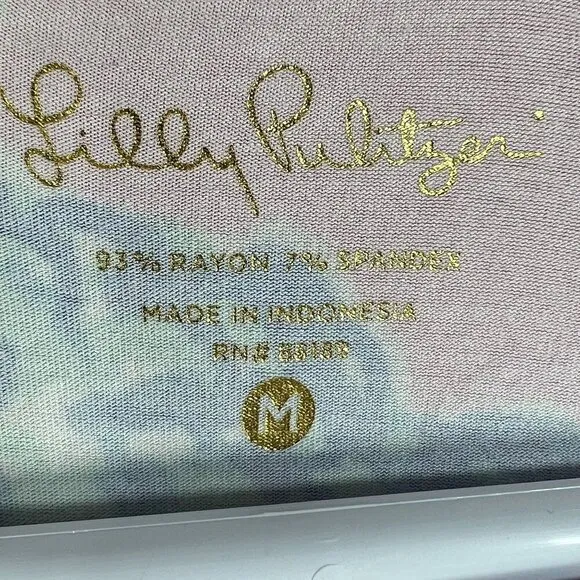 Lilly Pulitzer
93% RAYON 7% SPANDEX
MADE IN INDONESIA
RN#
M